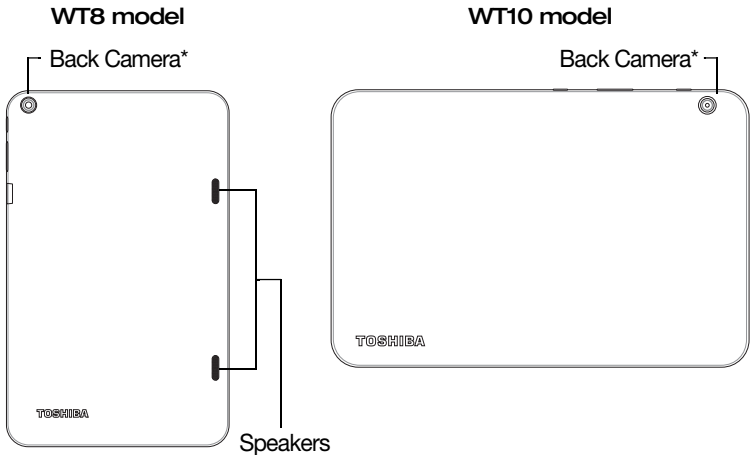 WT8 model
WT10 model
Back Camera*
Back Camera*
TOSHIBA
TOSHIBA
Speakers